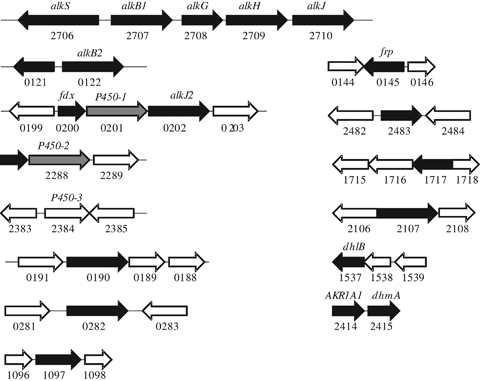 alkS alkB1 alkG alkH alkJ
2706 2707 2708 2709 2710
alkB2
0121 0122
fdx P450-1 alkJ2
0199 0200 0201 0202 0203
P450-2
2288 2289
P450-3
2383 2384 2385
0191 0190 0189 0188
0281 0282 0283
1096 1097 1098
frp
0144 0145 0146
2482 2483 2484
1715 1716 1717 1718
2106 2107 2108
dhlB
1537 1538 1539
AKR1A1 dhmA
2414 2415